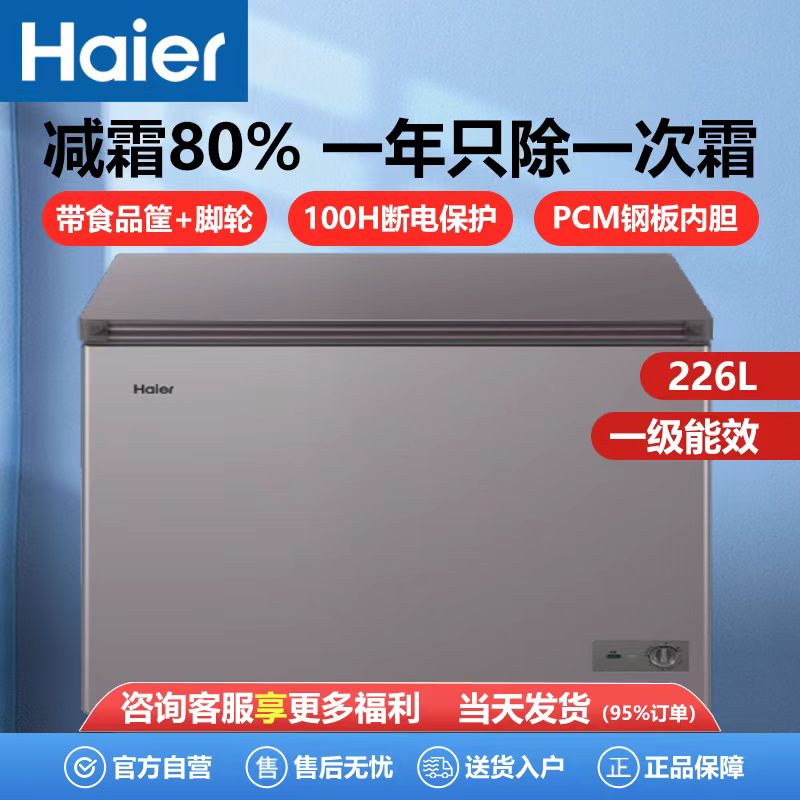 Haier
减霜80% 一年只除一次霜
带食品筐+脚轮 100H断电保护 PCM钢板内胆
Haier
226L
一级能效
咨询客服享更多福利 当天发货 (95%订单)
官方自营 售 售后无忧 送货入户 正 正品保障